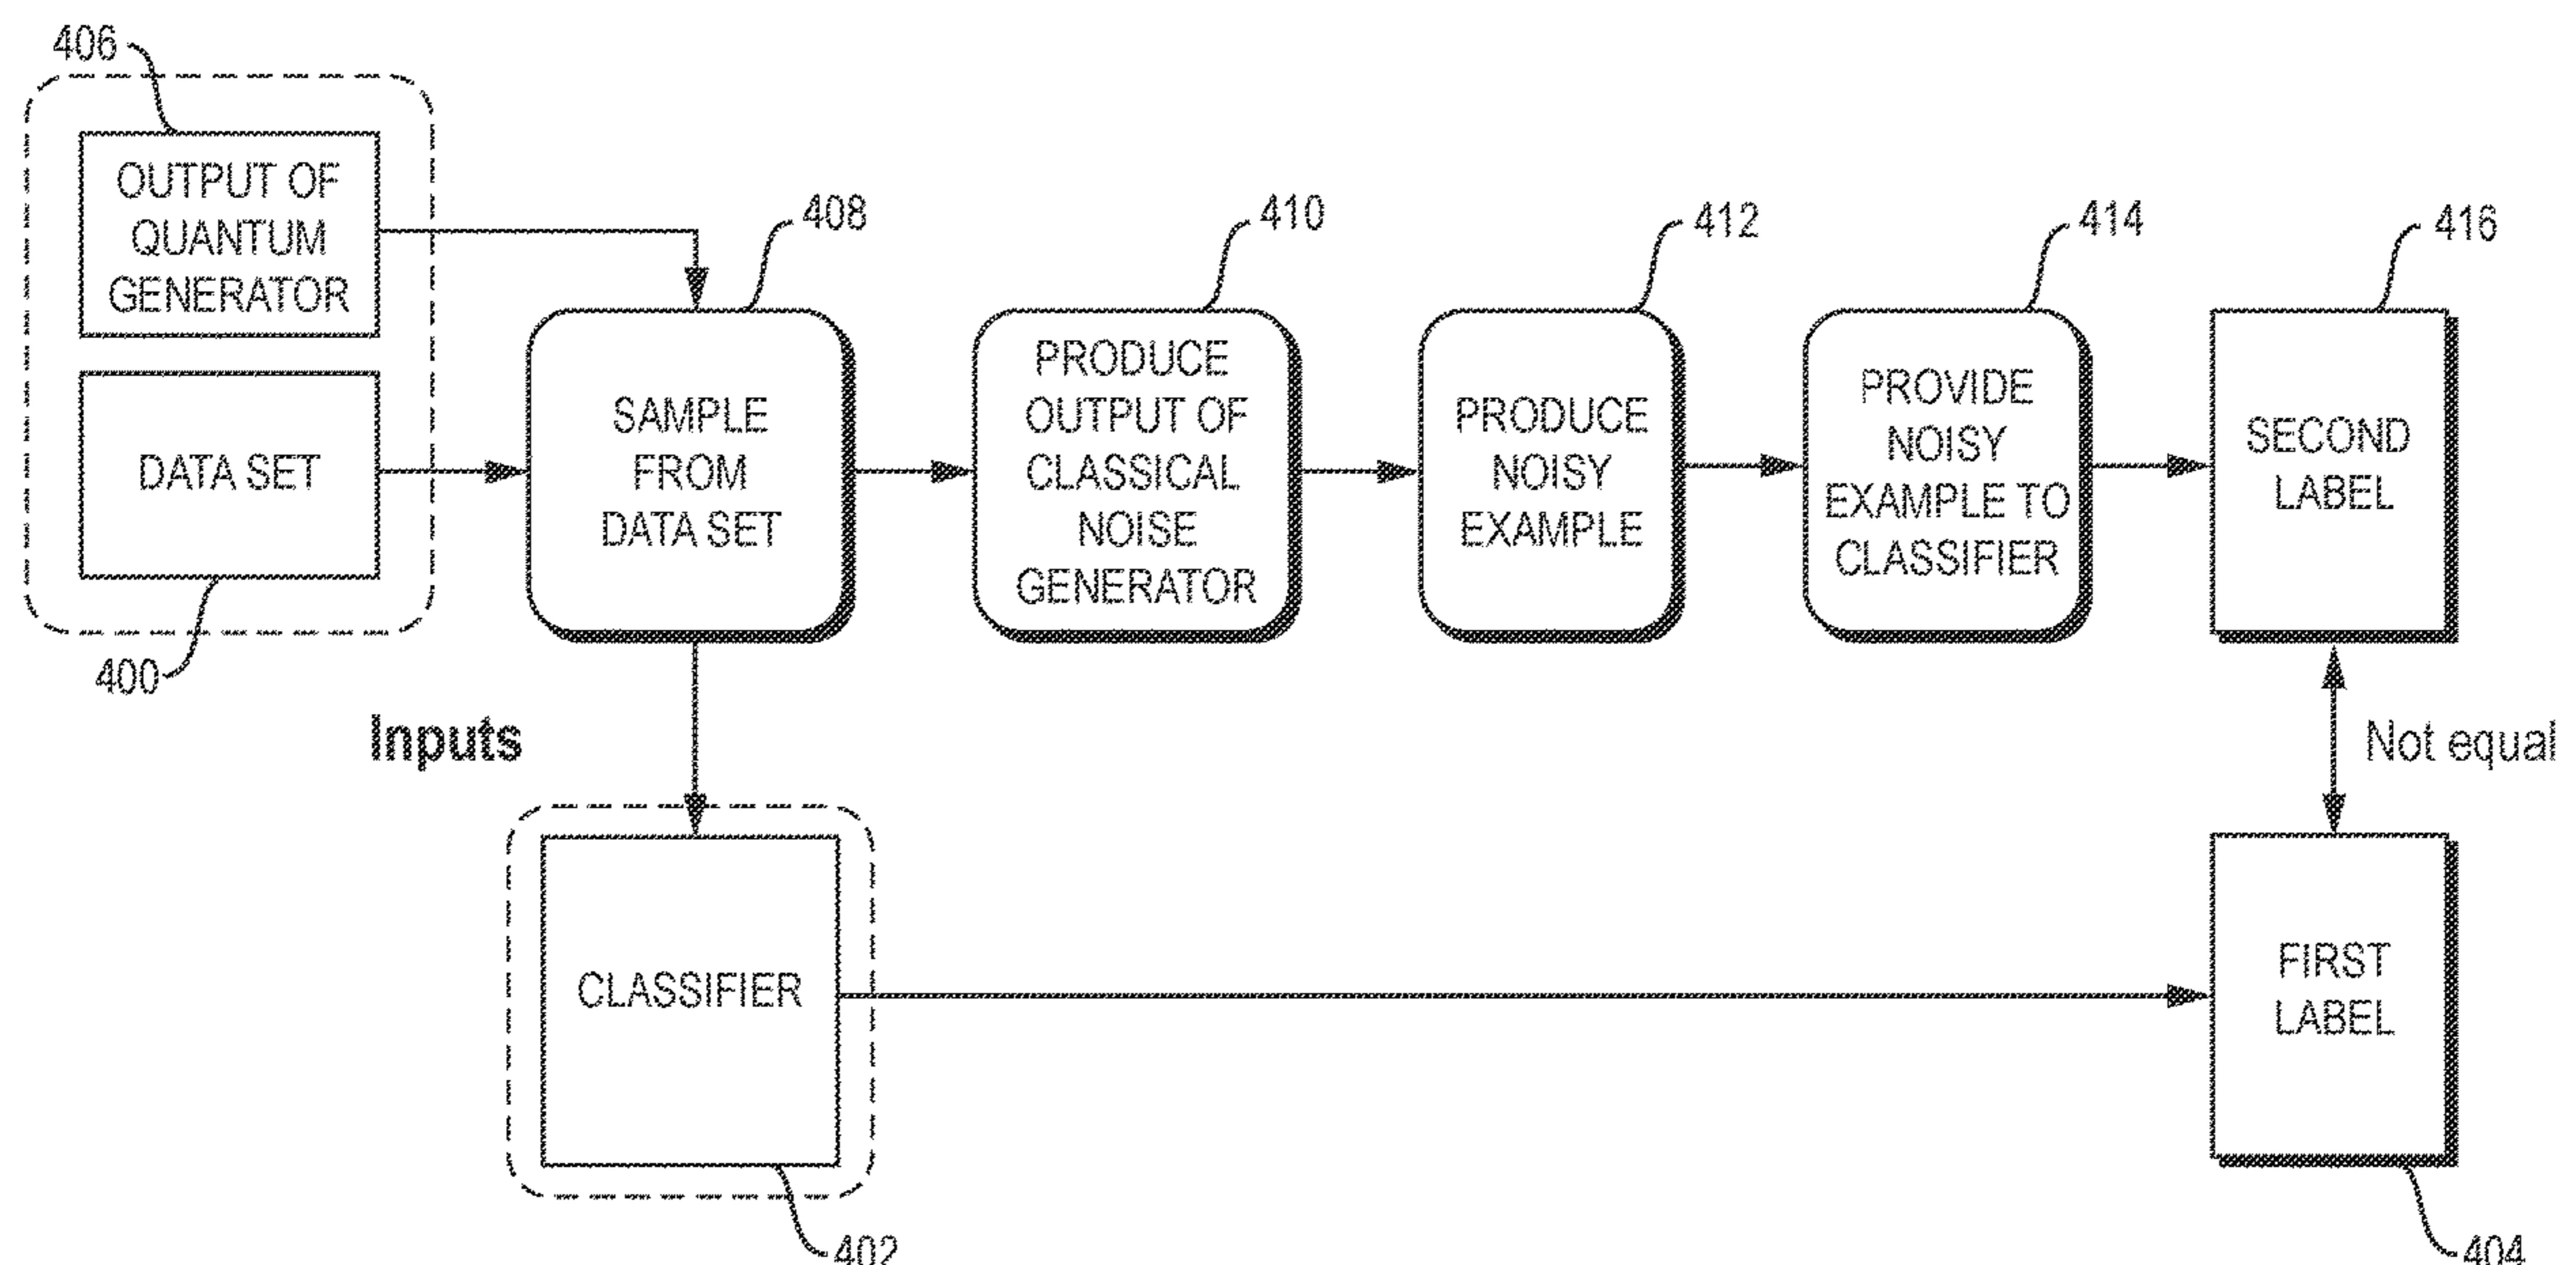 406
OUTPUT OF
QUANTUM
GENERATOR
DATA SET
400
408
SAMPLE
FROM
DATA SET
410
PRODUCE
OUTPUT OF
CLASSICAL
NOISE
GENERATOR
412
PRODUCE
NOISY
EXAMPLE
414
PROVIDE
NOISY
EXAMPLE TO
CLASSIFIER
416
SECOND
LABEL
Inputs
Not equal
CLASSIFIER
402
FIRST
LABEL
404